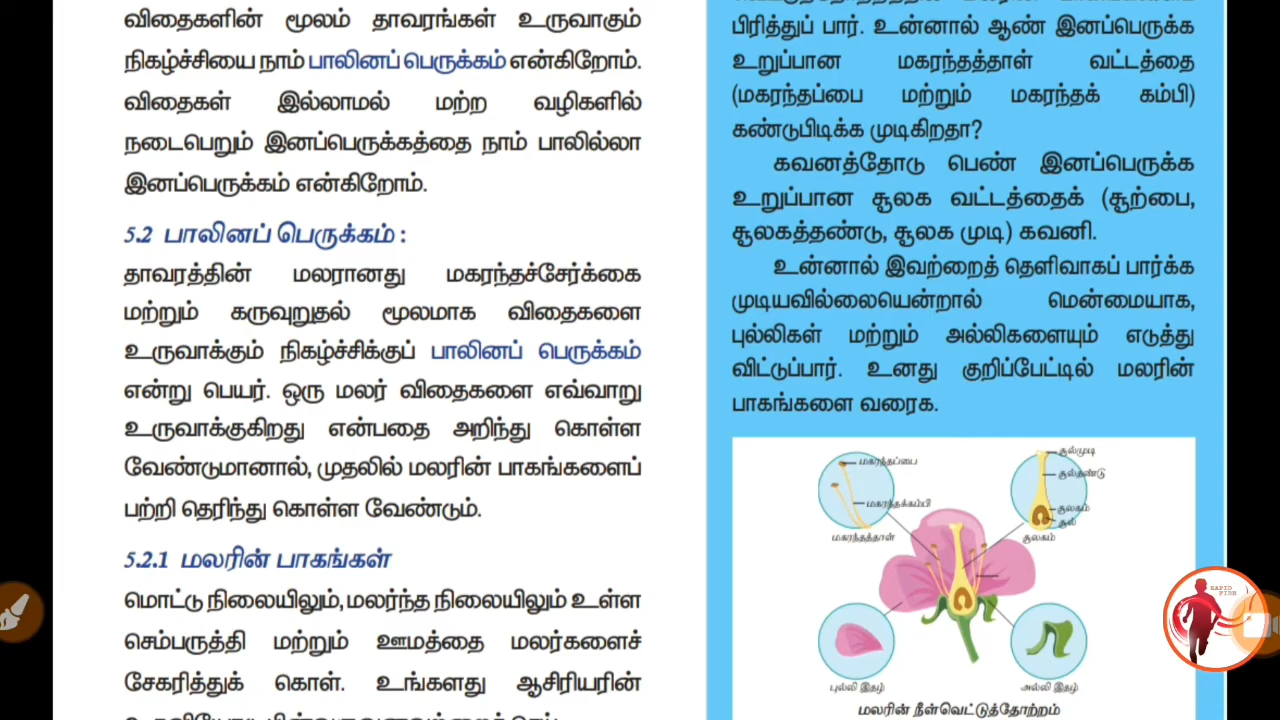 விதைகளின் மூலம் தாவரங்கள் உருவாகும்
நிகழ்ச்சியை நாம் பாலினப் பெருக்கம் என்கிறோம்.
விதைகள் இல்லாமல் மற்ற வழிகளில்
நடைபெறும் இனப்பெருக்கத்தை நாம் பாலில்லா
இனப்பெருக்கம் என்கிறோம்.
5.2 பாலினப் பெருக்கம் :
தாவரத்தின் மலரானது மகரந்தச்சேர்க்கை
மற்றும் கருவுறுதல் மூலமாக விதைகளை
உருவாக்கும் நிகழ்ச்சிக்குப் பாலினப் பெருக்கம்
என்று பெயர். ஒரு மலர் விதைகளை எவ்வாறு
உருவாக்குகிறது என்பதை அறிந்து கொள்ள
வேண்டுமானால், முதலில் மலரின் பாகங்களைப்
பற்றி தெரிந்து கொள்ள வேண்டும்.
5.2.1 மலரின் பாகங்கள்
மொட்டு நிலையிலும், மலர்ந்த நிலையிலும் உள்ள
செம்பருத்தி மற்றும் ஊமத்தை மலர்களைச்
சேகரித்துக் கொள். உங்களது ஆசிரியரின்
பிரித்துப் பார். உன்னால் ஆண் இனப்பெருக்க
உறுப்பான மகரந்தத்தாள் வட்டத்தை
(மகரந்தப்பை மற்றும் மகரந்தக் கம்பி)
கண்டுபிடிக்க முடிகிறதா?
கவனத்தோடு பெண் இனப்பெருக்க
உறுப்பான சூலக வட்டத்தைக் (சூற்பை,
சூலகத்தண்டு, சூலக முடி) கவனி.
உன்னால் இவற்றைத் தெளிவாகப் பார்க்க
முடியவில்லையென்றால் மென்மையாக,
புல்லிகள் மற்றும் அல்லிகளையும் எடுத்து
விட்டுப்பார். உனது குறிப்பேட்டில் மலரின்
பாகங்களை வரைக.
மகரந்தப்பை
மகரந்தக்கம்பி
மகரந்தத்தாள்
சூல்முடி
சூல்தண்டு
சூலகம்
சூல்
சூலகம்
புல்லி இதழ்
அல்லி இதழ்
மலரின் நீள்வெட்டுத்தோற்றம்
RAPID
FIRE